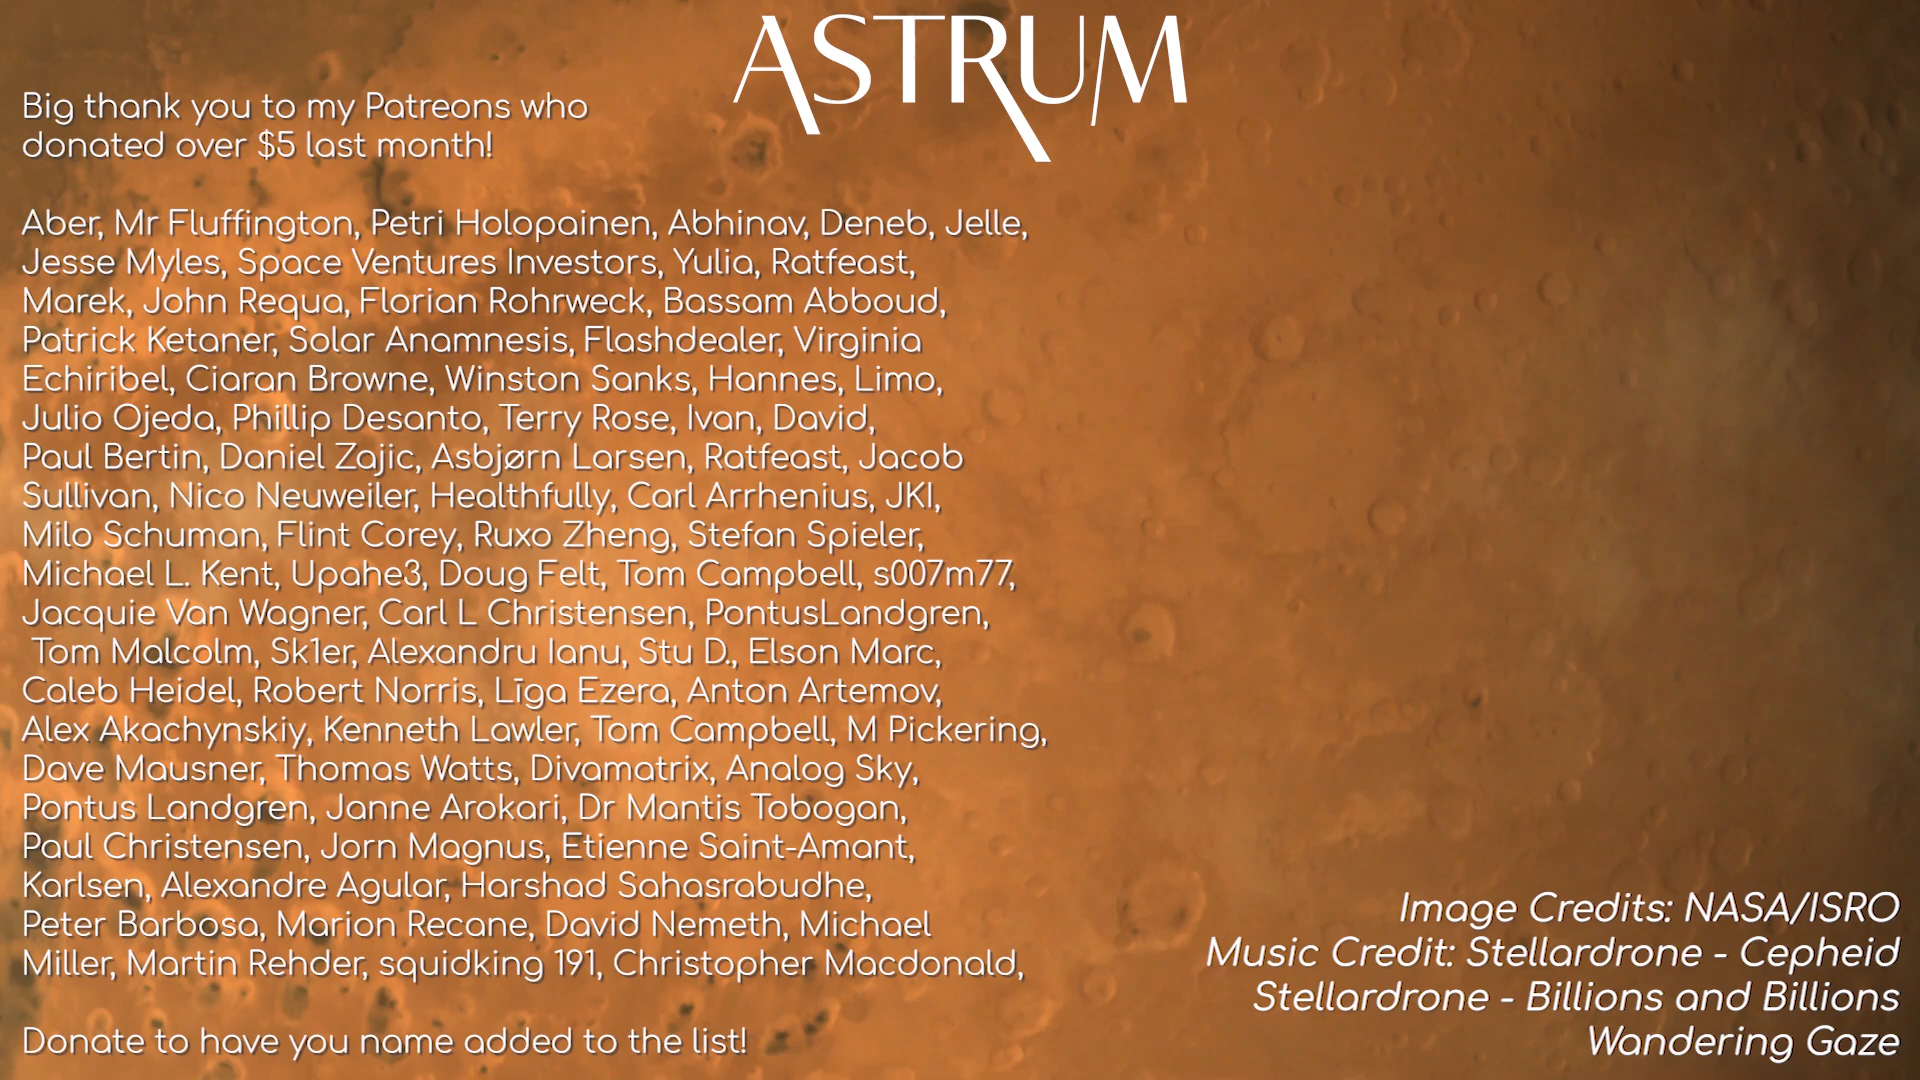 ASTRUM
Big thank you to my Patreons who
donated over $5 last month!
Aber, Mr Fluffington, Petri Holopainen, Abhinav, Deneb, Jelle,
Jesse Myles, Space Ventures Investors, Yulia, Ratfeast,
Marek, John Requa, Florian Rohrweck, Bassam Abboud,
Patrick Ketaner, Solar Anamnesis, Flashdealer, Virginia
Echiribel, Ciaran Browne, Winston Sanks, Hannes, Limo,
Julio Ojeda, Phillip Desanto, Terry Rose, Ivan, David,
Paul Bertin, Daniel Zajic, Asbjørn Larsen, Ratfeast, Jacob
Sullivan, Nico Neuweiler, Healthfully, Carl Arrhenius, JKI,
Milo Schuman, Flint Corey, Ruxo Zheng, Stefan Spieler,
Michael L. Kent, Upahe3, Doug Felt, Tom Campbell, s007m77,
Jacquie Van Wagner, Carl L Christensen, PontusLandgren,
Tom Malcolm, Sk1er, Alexandru Ianu, Stu D., Elson Marc,
Caleb Heidel, Robert Norris, Līga Ezera, Anton Artemov,
Alex Akachynskiy, Kenneth Lawler, Tom Campbell, M Pickering,
Dave Mausner, Thomas Watts, Divamatrix, Analog Sky,
Pontus Landgren, Janne Arokari, Dr Mantis Tobogan,
Paul Christensen, Jorn Magnus, Etienne Saint-Amant,
Karlsen, Alexandre Agular, Harshad Sahasrabudhe,
Peter Barbosa, Marion Recane, David Nemeth, Michael
Miller, Martin Rehder, squidking 191, Christopher Macdonald,
Donate to have you name added to the list!
Image Credits: NASA/ISRO
Music Credit: Stellardrone - Cepheid
Stellardrone - Billions and Billions
Wandering Gaze